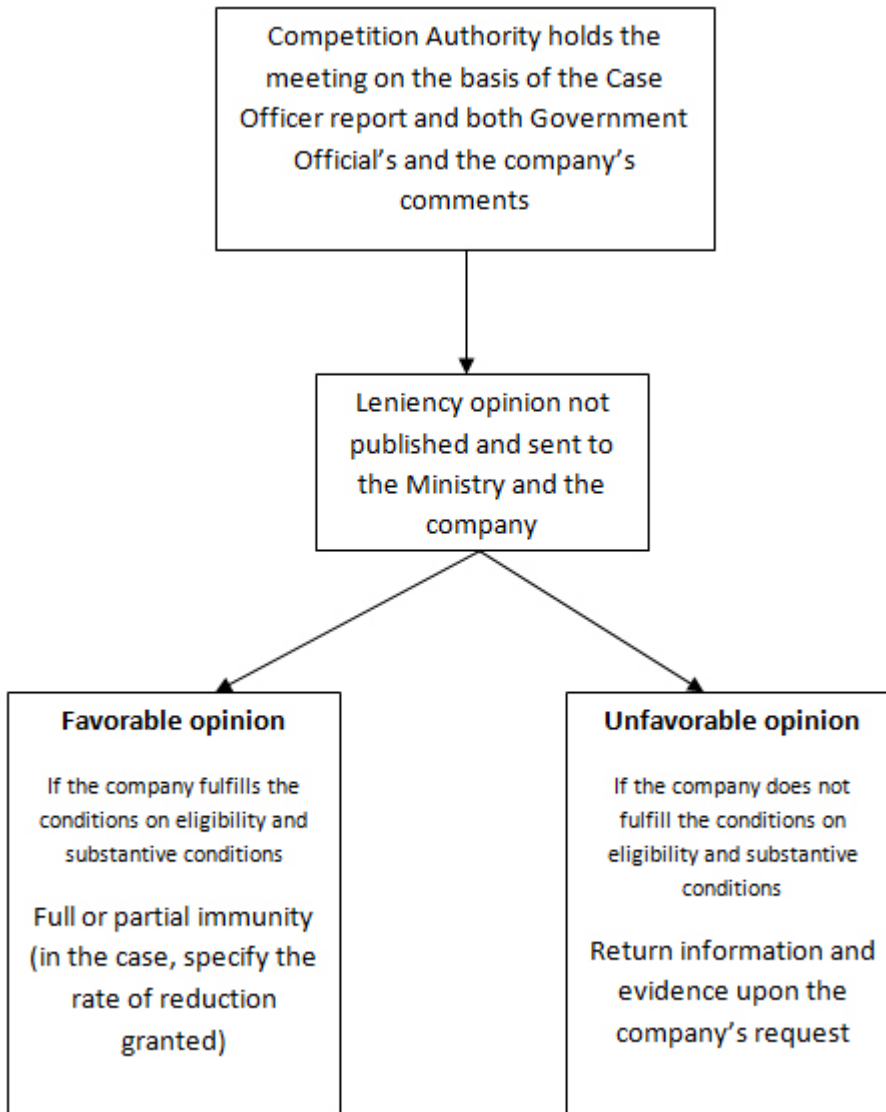 Competition Authority holds the
meeting on the basis of the Case
Officer report and both Government
Official’s and the company’s
comments
Leniency opinion not
published and sent to
the Ministry and the
company
Favorable opinion
If the company fulfills the
conditions on eligibility and
substantive conditions
Full or partial immunity
(in the case, specify the
rate of reduction
granted)
Unfavorable opinion
If the company does not
fulfill the conditions on
eligibility and substantive
conditions
Return information and
evidence upon the
company’s request